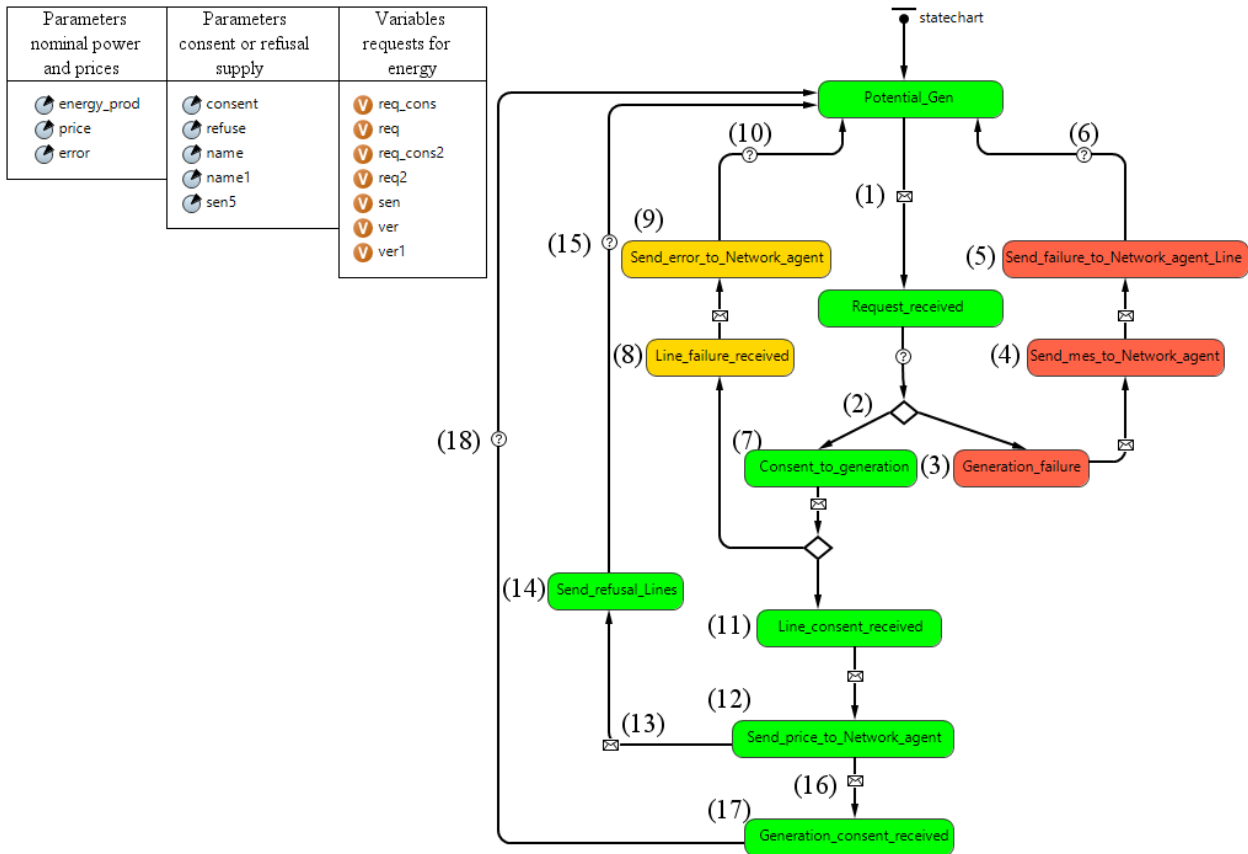 Parameters
nominal power
and prices
Parameters
consent or refusal
supply
Variables
requests for
energy
energy_prod
price
error
consent
refuse
name
name1
sen5
req_cons
req
req_cons2
req2
sen
ver
ver1
statechart
Potential_Gen
(10)
(6)
(1)
(9)
(15)
Send_error_to_Network_agent
(5)
Send_failure_to_Network_agent_Line
Request_received
(8)
Line_failure_received
(4)
Send_mes_to_Network_agent
(2)
(18)
(7)
Consent_to_generation
(3)
Generation_failure
(14)
Send_refusal_Lines
(11)
Line_consent_received
(12)
(13)
Send_price_to_Network_agent
(16)
(17)
Generation_consent_received